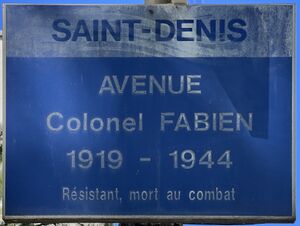 SAINT-DENIS
AVENUE
Colonel FABIEN
1919 - 1944
Résistant, mort au combat